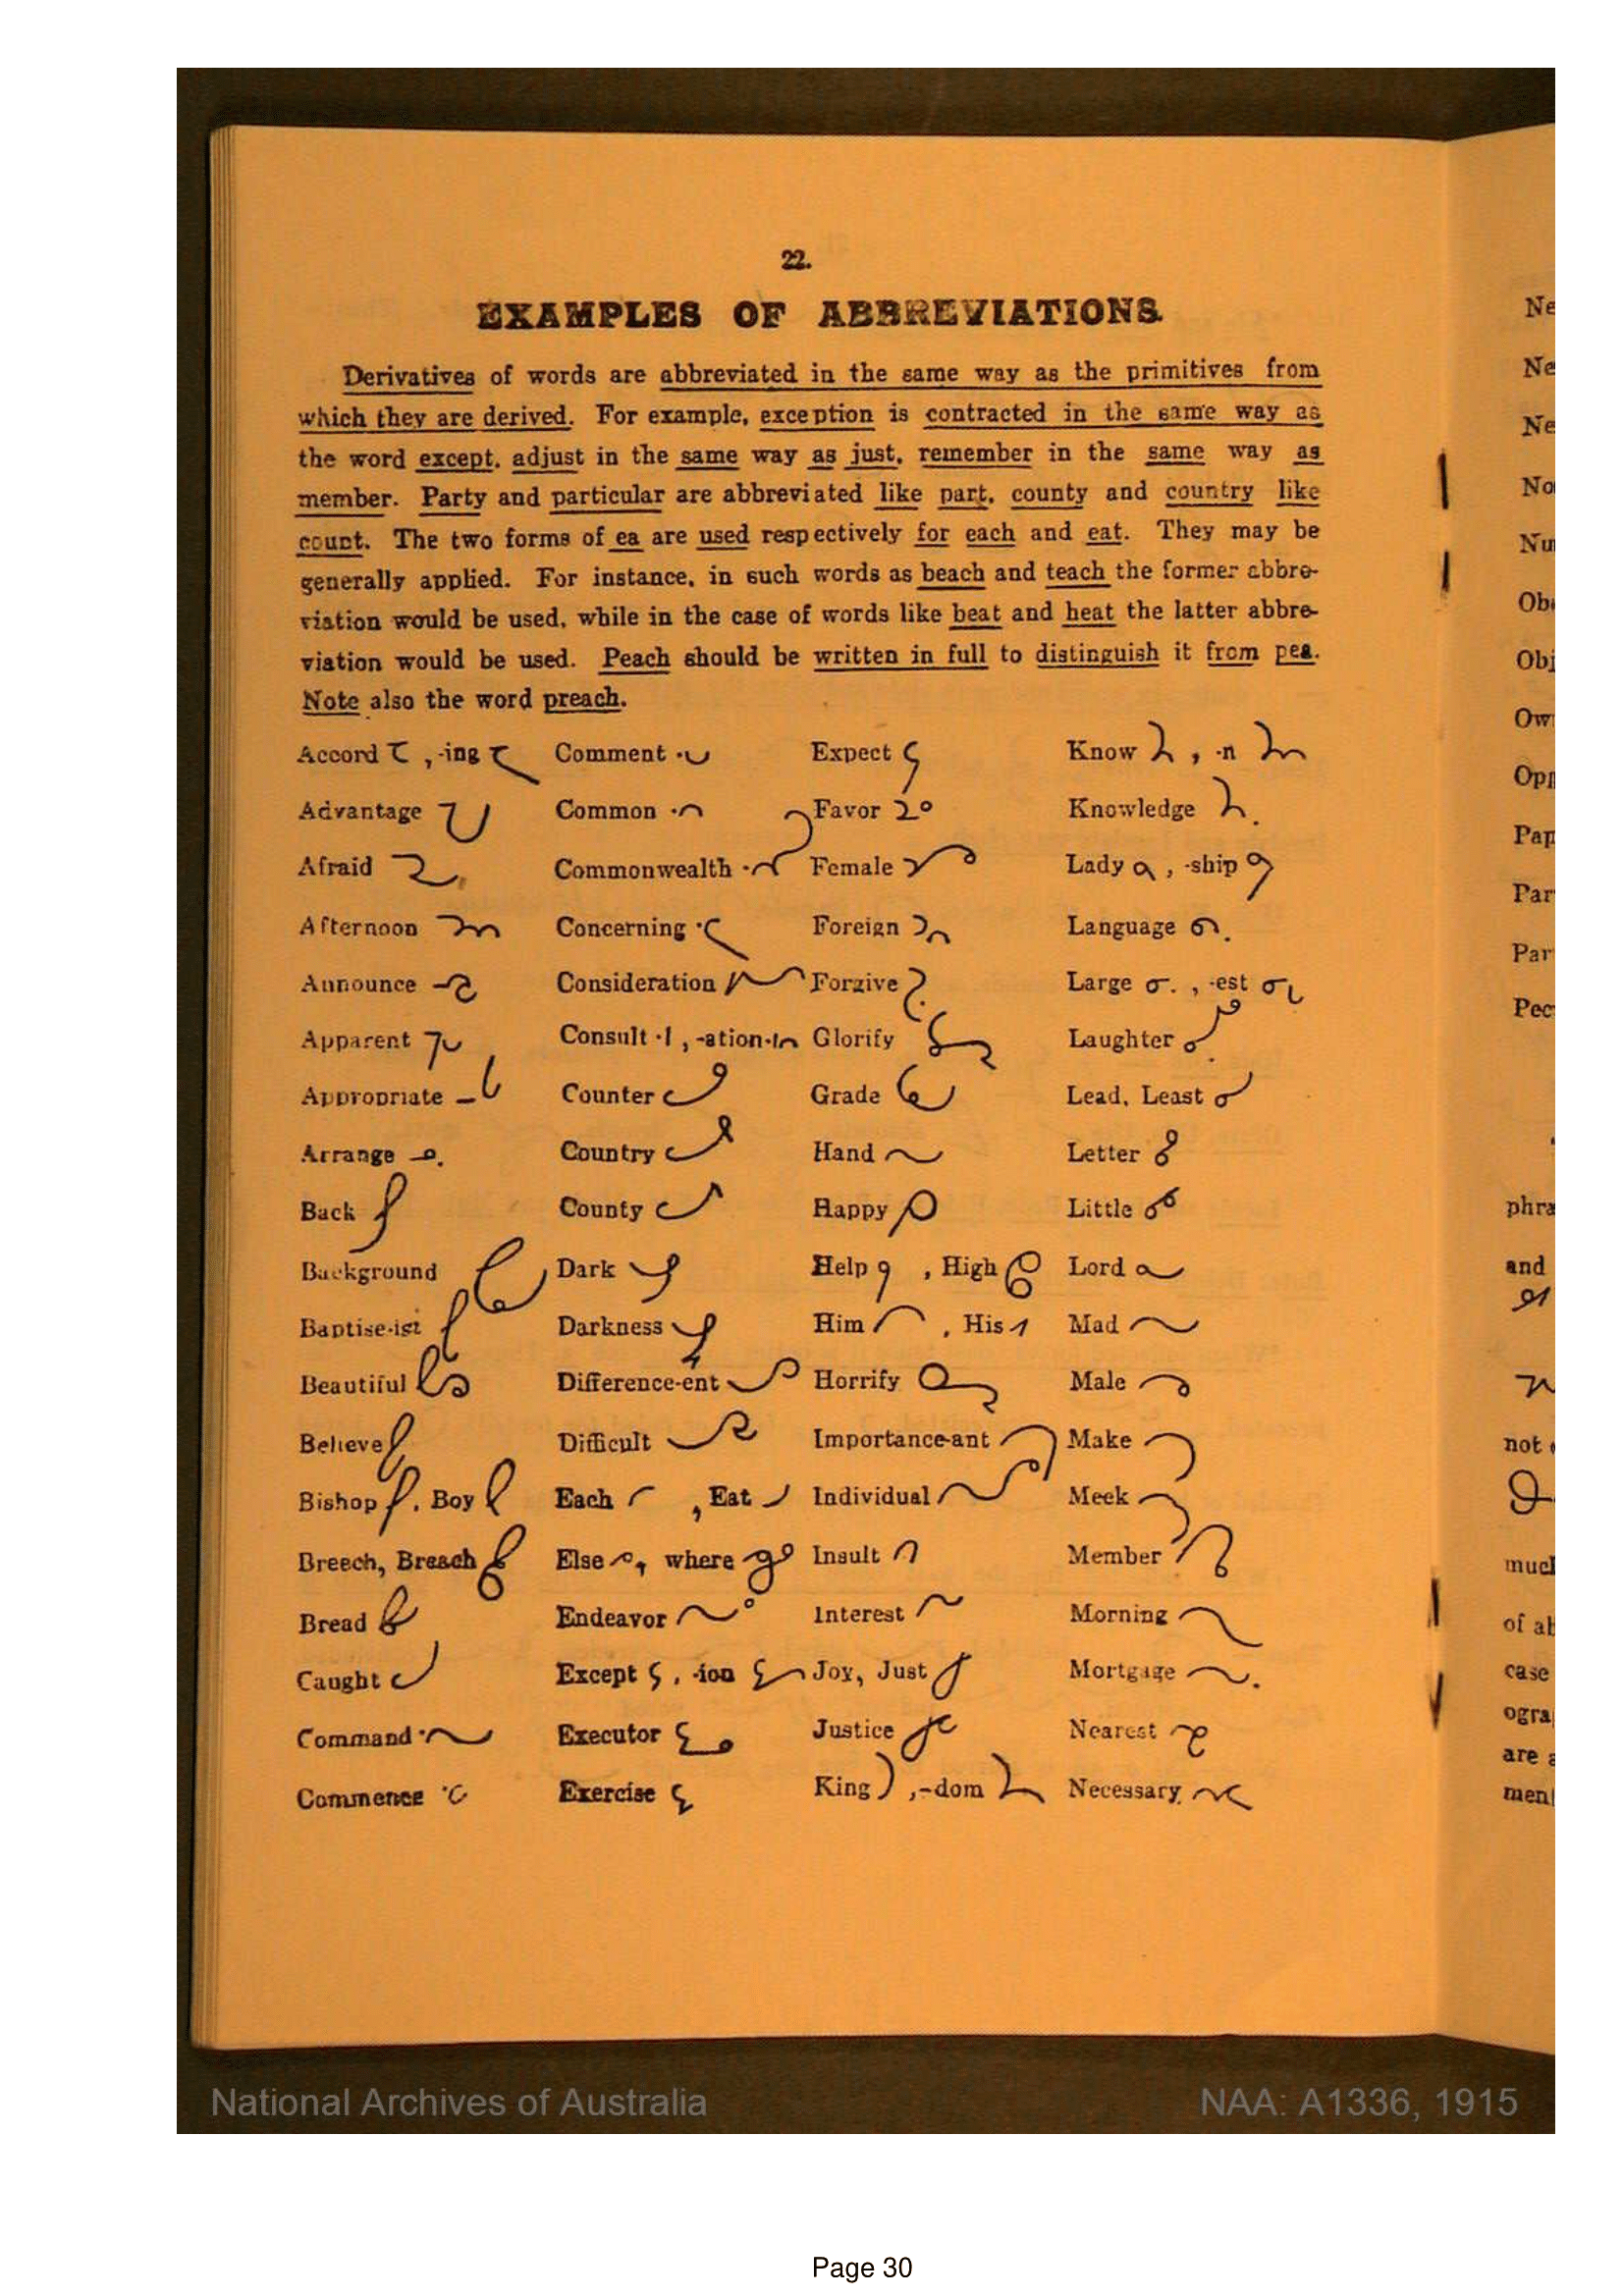 22.
EXAMPLES OF ABBREVIATIONS.
Derivatives of words are abbreviated in the same way as the primitives from
which they are derived. For example, exception is contracted in the same way as
the word except, adjust in the same way as just, remember in the same way as
member. Party and particular are abbreviated like part, county and country like
count. The two forms of ea are used respectively for each and eat. They may be
generally applied. For instance, in such words as beach and teach the former abbre-
viation would be used, while in the case of words like beat and heat the latter abbre-
viation would be used. Peach should be written in full to distinguish it from pea.
Note also the word preach.
Accord , -ing Comment Expect Know , -n
Advantage Common Favor Knowledge
Afraid Commonwealth Female Lady , -ship
Afternoon Concerning Foreign Language
Announce Consideration Forgive Large , -est
Apparent Consult , -ation Glorify Laughter
Appropriate Counter Grade Lead, Least
Arrange Country Hand Letter
Back County Happy Little
Background Dark Help , High Lord
Baptise-ist Darkness Him , His Mad
Beautiful Difference-ent Horrify Male
Believe Difficult Importance-ant Make
Bishop , Boy Each , Eat Individual Meek
Breech, Breach Else , where Insult Member
Bread Endeavor Interest Morning
Caught Except , -ion Joy, Just Mortgage
Command Executor Justice Nearest
Commence Exercise King , -dom Necessary
Ne
Ne
Ne
No
Nu
Ob
Obj
Ow
Opp
Pap
Par
Par
Pec
phra
and
not
muc
of ab
case
ogra
are a
ment
National Archives of Australia
NAA: A1336, 1915
Page 30